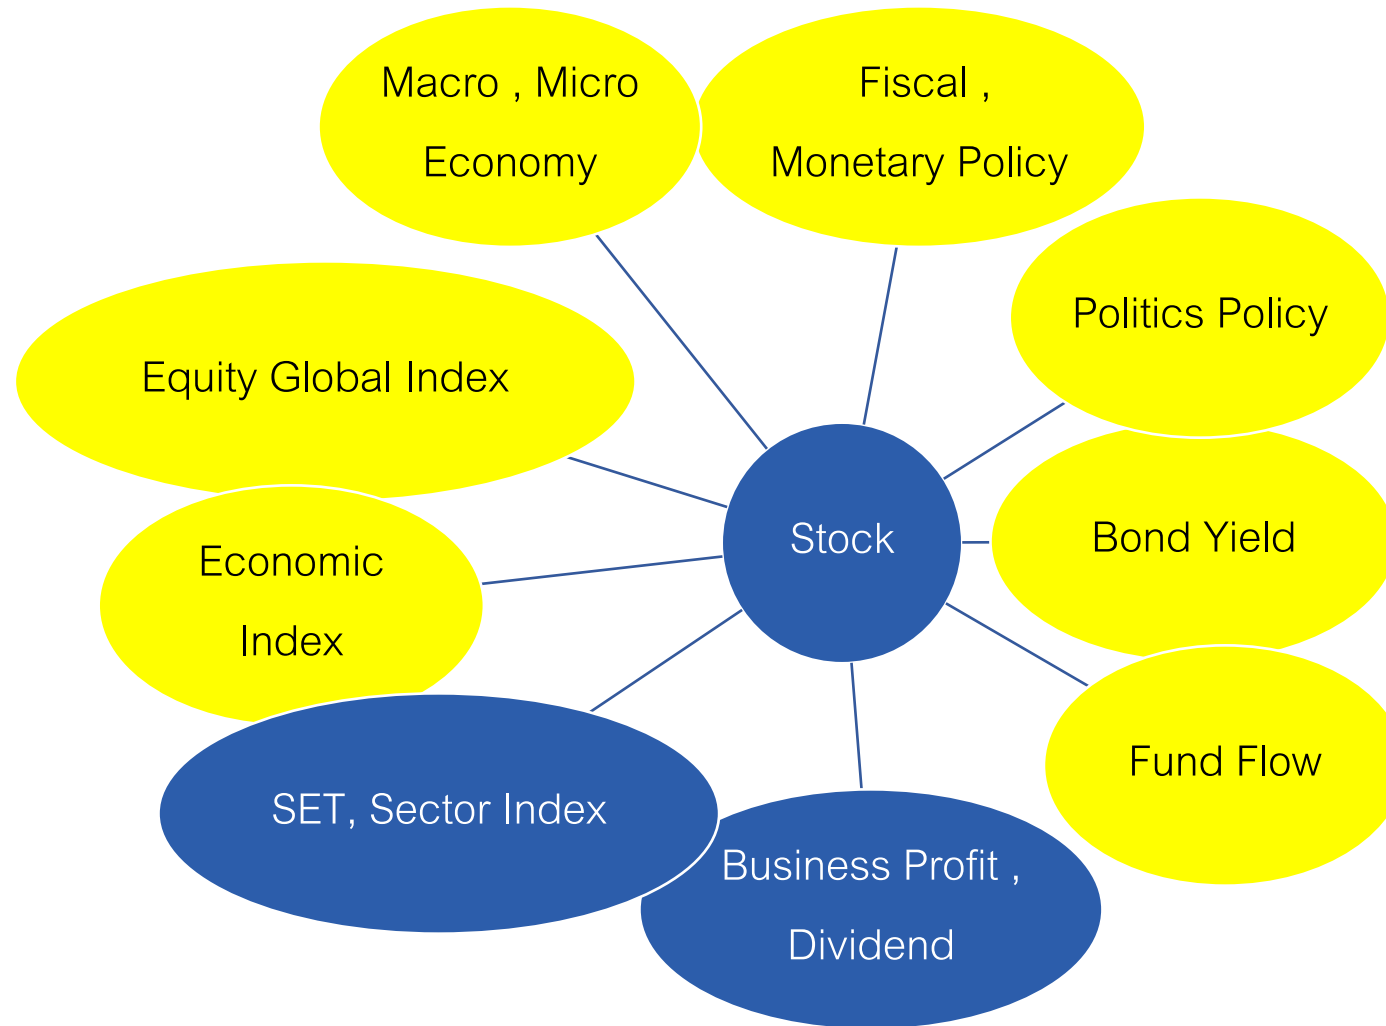 Macro , Micro
Economy
Fiscal ,
Monetary Policy
Politics Policy
Equity Global Index
Bond Yield
Stock
Economic
Index
Fund Flow
SET, Sector Index
Business Profit ,
Dividend